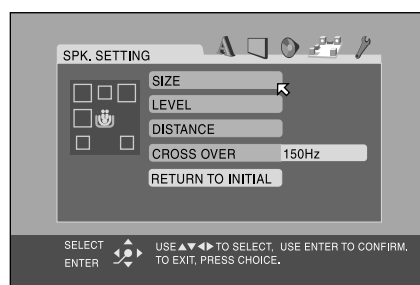 SPK. SETTING
SIZE
LEVEL
DISTANCE
CROSS OVER 150Hz
RETURN TO INITIAL
SELECT
ENTER
USE ▲▼◀▶ TO SELECT, USE ENTER TO CONFIRM.
TO EXIT, PRESS CHOICE.